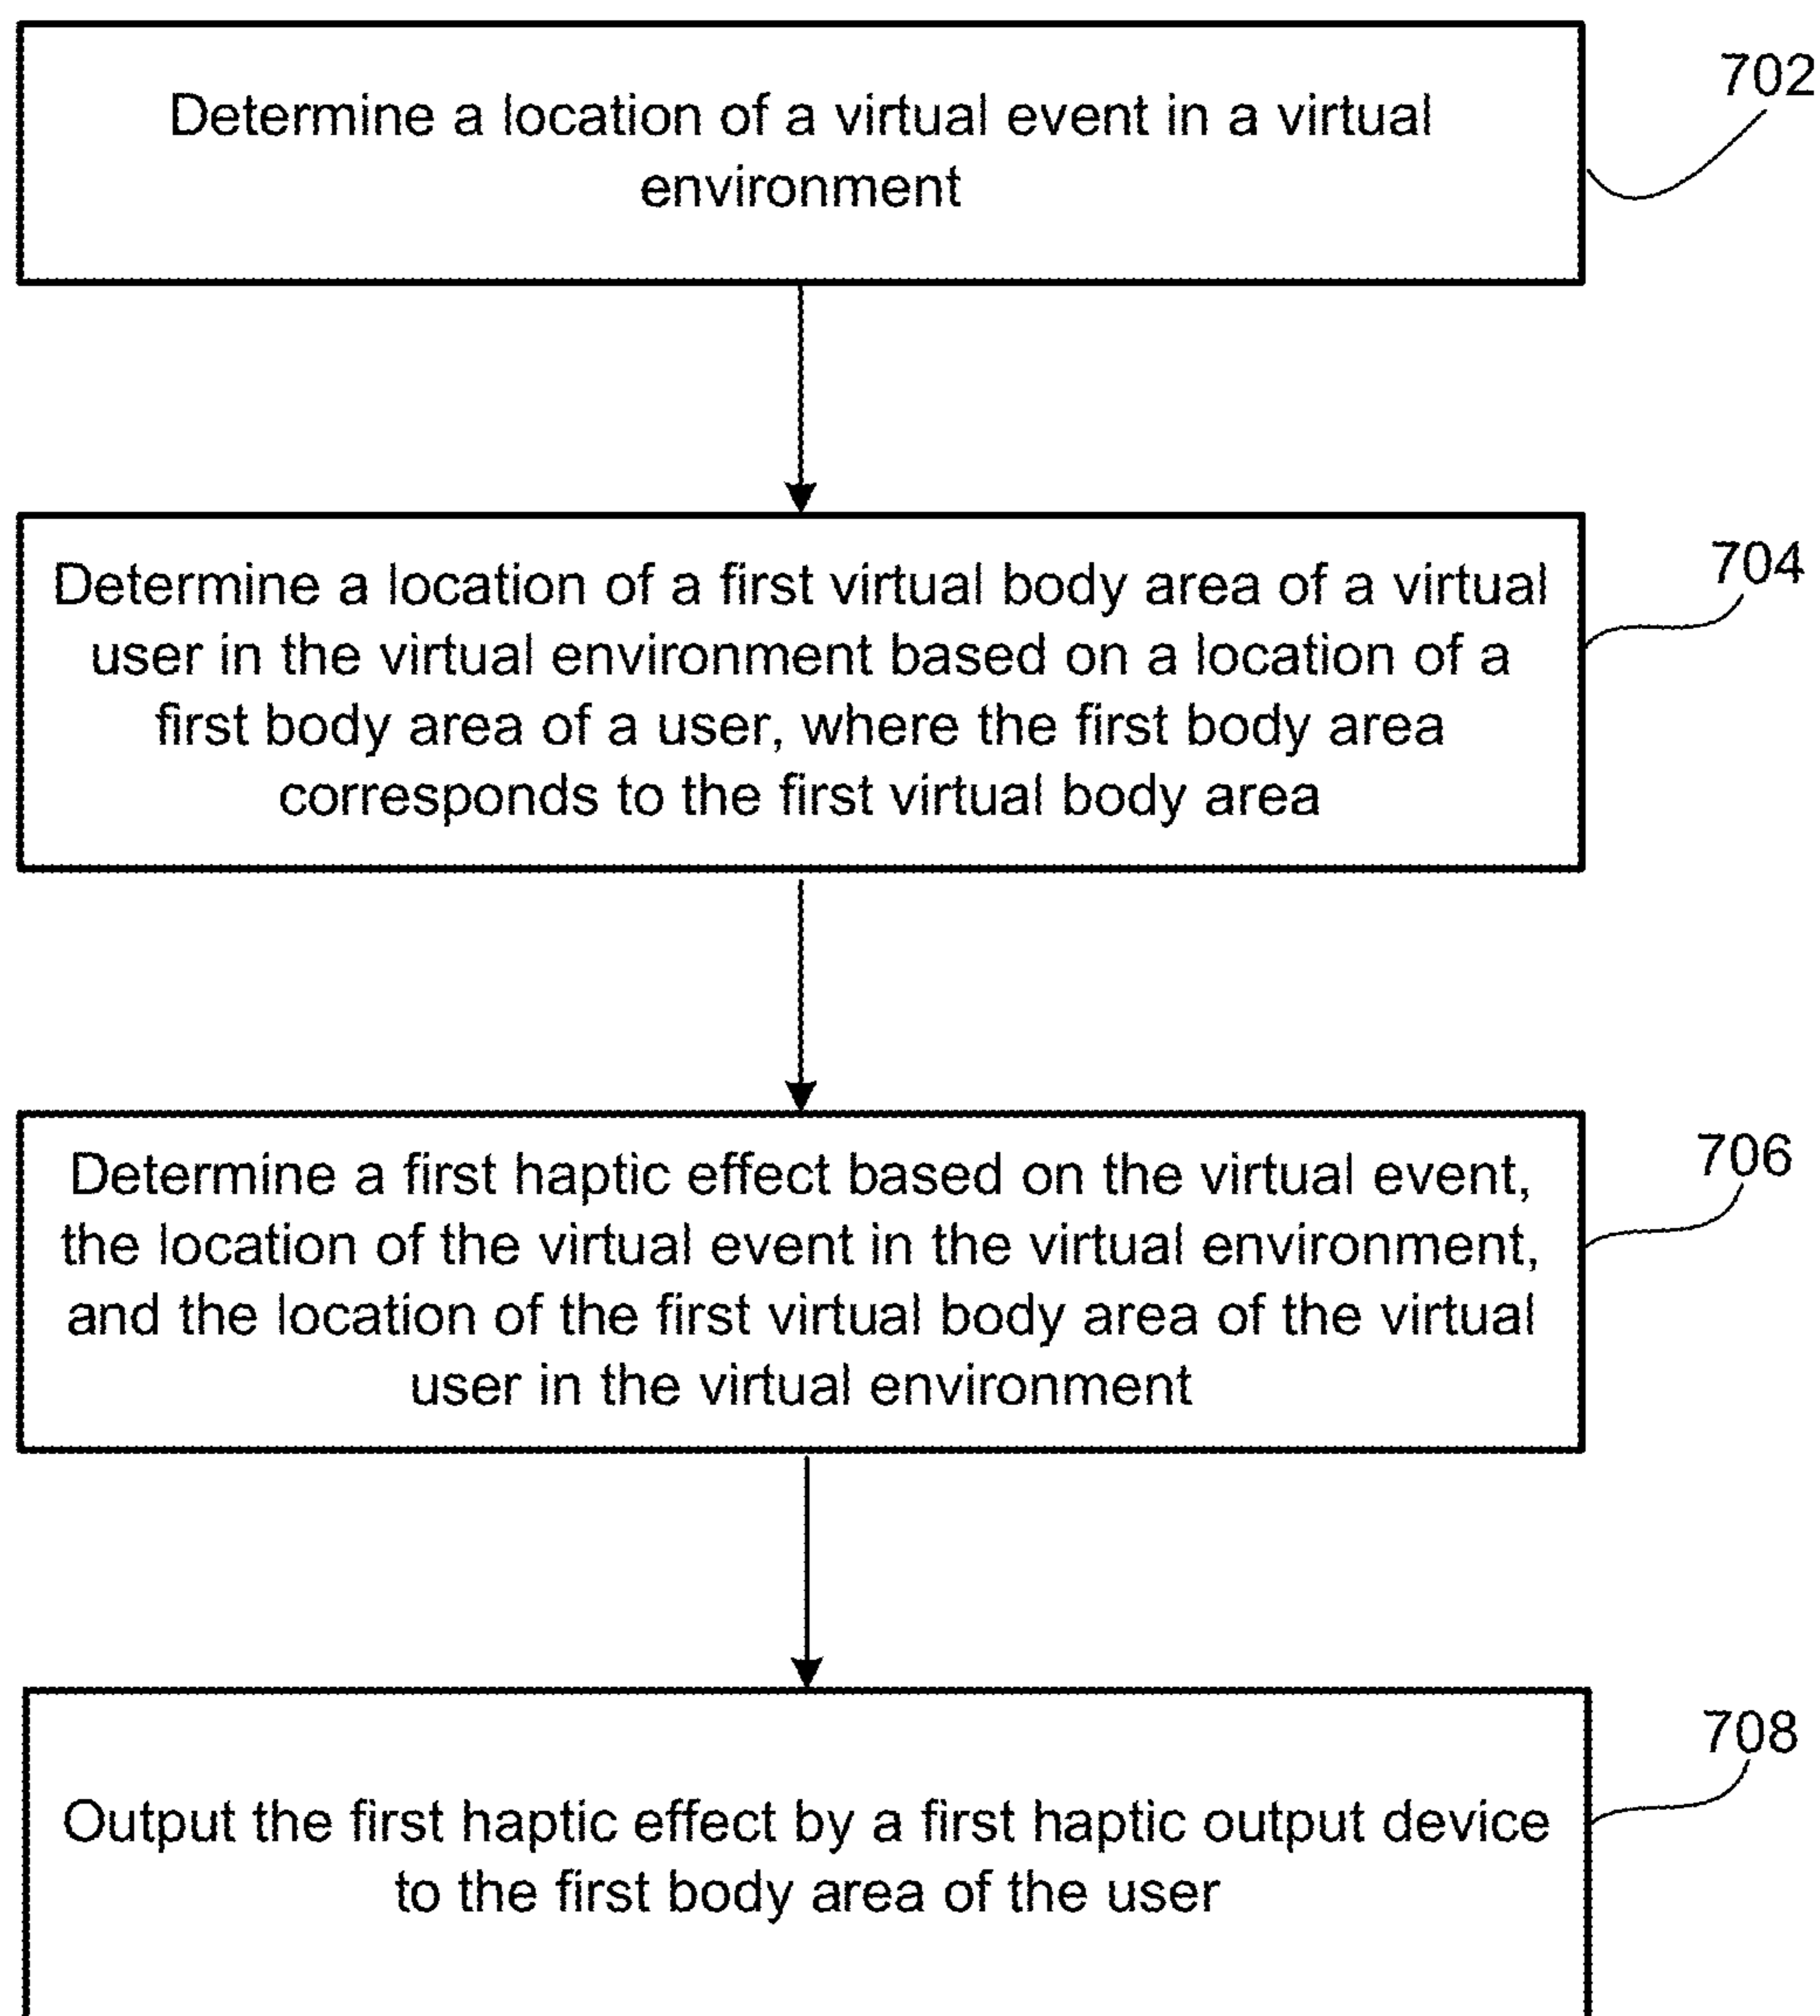 702
Determine a location of a virtual event in a virtual
environment
704
Determine a location of a first virtual body area of a virtual
user in the virtual environment based on a location of a
first body area of a user, where the first body area
corresponds to the first virtual body area
706
Determine a first haptic effect based on the virtual event,
the location of the virtual event in the virtual environment,
and the location of the first virtual body area of the virtual
user in the virtual environment
708
Output the first haptic effect by a first haptic output device
to the first body area of the user